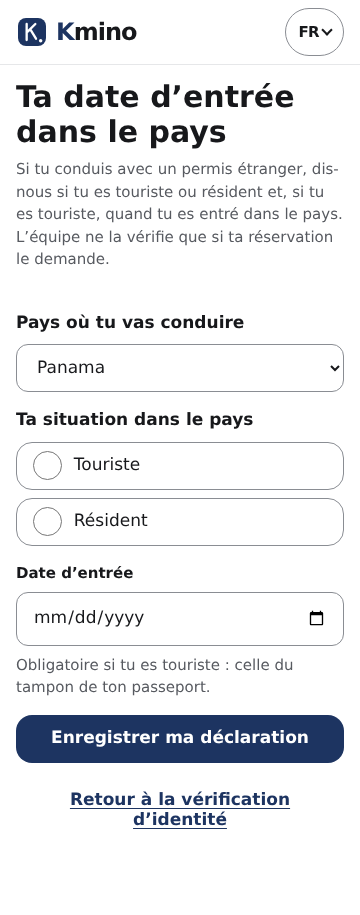 K. Kmino
FR
Ta date d’entrée
dans le pays
Si tu conduis avec un permis étranger, dis-
nous si tu es touriste ou résident et, si tu
es touriste, quand tu es entré dans le pays.
L’équipe ne la vérifie que si ta réservation
le demande.
Pays où tu vas conduire
Panama
Ta situation dans le pays
Touriste
Résident
Date d’entrée
mm/dd/yyyy
Obligatoire si tu es touriste : celle du
tampon de ton passeport.
Enregistrer ma déclaration
Retour à la vérification
d’identité